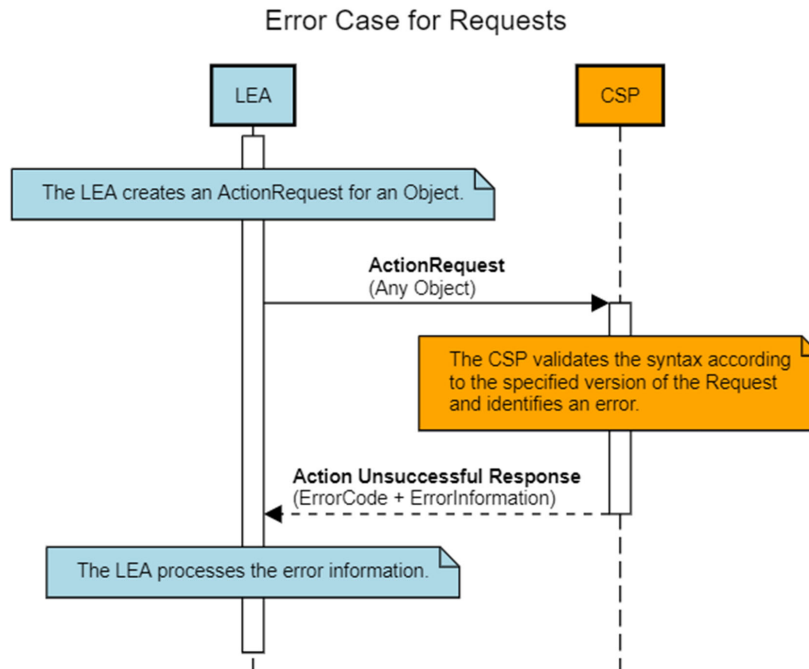 Error Case for Requests
LEA
CSP
The LEA creates an ActionRequest for an Object.
ActionRequest
(Any Object)
The CSP validates the syntax according
to the specified version of the Request
and identifies an error.
Action Unsuccessful Response
(ErrorCode + ErrorInformation)
The LEA processes the error information.